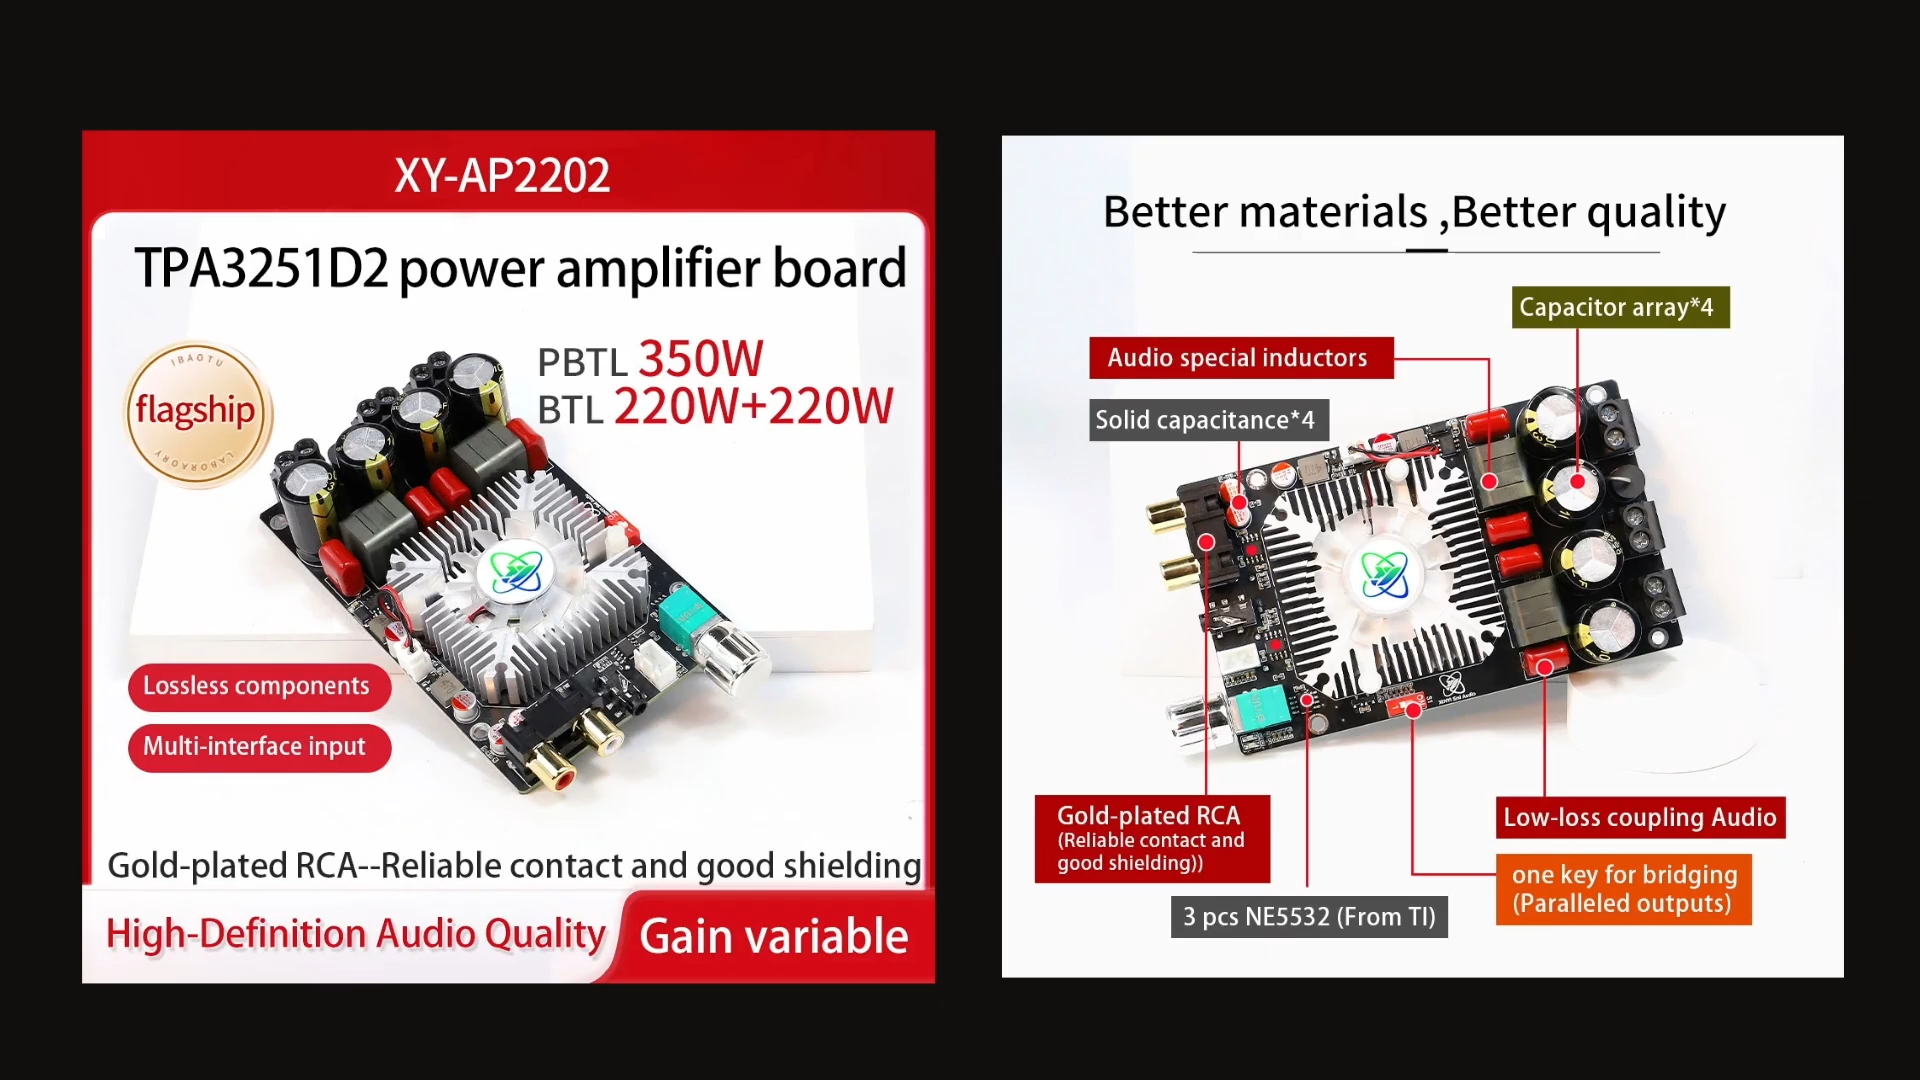 XY-AP2202
TPA3251D2 power amplifier board
PBTL 350W
BTL 220W+220W
IBAOTU
flagship
LABORAORY
Lossless components
Multi-interface input
Gold-plated RCA--Reliable contact and good shielding
High-Definition Audio Quality
Gain variable
Better materials ,Better quality
Capacitor array*4
Audio special inductors
Solid capacitance*4
Gold-plated RCA
(Reliable contact and
good shielding))
Low-loss coupling Audio
one key for bridging
(Paralleled outputs)
3 pcs NE5532 (From TI)